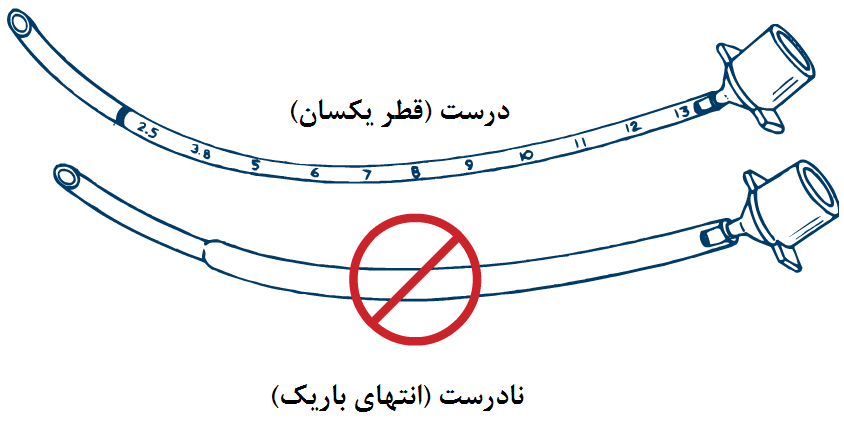 درست (قطر یکسان)
2.5 3.8 5 6 7 8 9 10 11 12 13
نادرست (انتهای باریک)